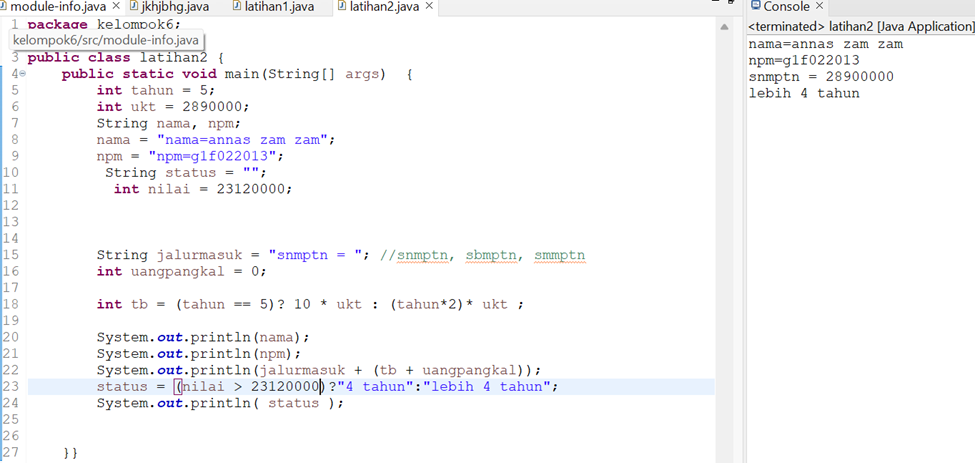 module-info.java
jkhjbhg.java
latihan1.java
latihan2.java
1 package kelompok6;
kelompok6/src/module-info.java
3 public class latihan2 {
4 public static void main(String[] args) {
5 int tahun = 5;
6 int ukt = 2890000;
7 String nama, npm;
8 nama = "nama=annas zam zam";
9 npm = "npm=g1f022013";
10 String status = "";
11 int nilai = 23120000;
12
13
14
15 String jalurmasuk = "snmptn = "; //snmptn, sbmptn, smmptn
16 int uangpangkal = 0;
17
18 int tb = (tahun == 5)? 10 * ukt : (tahun*2)* ukt ;
19
20 System.out.println(nama);
21 System.out.println(npm);
22 System.out.println(jalurmasuk + (tb + uangpangkal));
23 status = (nilai > 23120000)?"4 tahun":"lebih 4 tahun";
24 System.out.println( status );
25
26
27 }}
Console
<terminated> latihan2 [Java Application]
nama=annas zam zam
npm=g1f022013
snmptn = 28900000
lebih 4 tahun